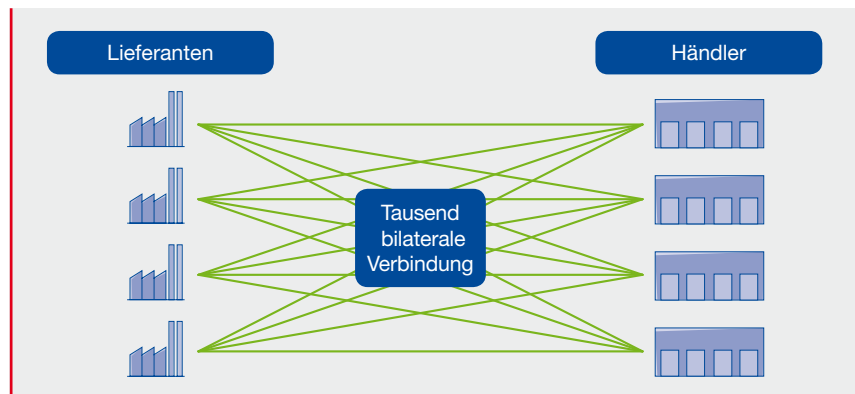 Lieferanten
Händler
Tausend
bilaterale
Verbindung